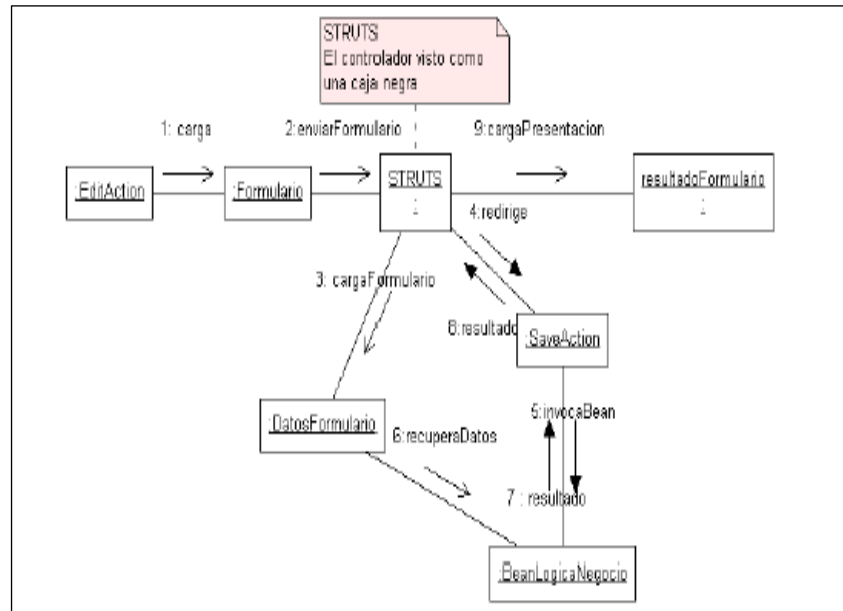 STRUTS
El controlador visto como
una caja negra
1: carga
2:enviarFormulario
9:cargaPresentacion
:EditAction
:Formulario
STRUTS
:
resultadoFormulario
:
4:redirige
3: cargaFormulario
8:resultado
:SaveAction
:DatosFormulario
6:recuperaDatos
5:invocaBean
7 : resultado
:BeanLogicaNegocio